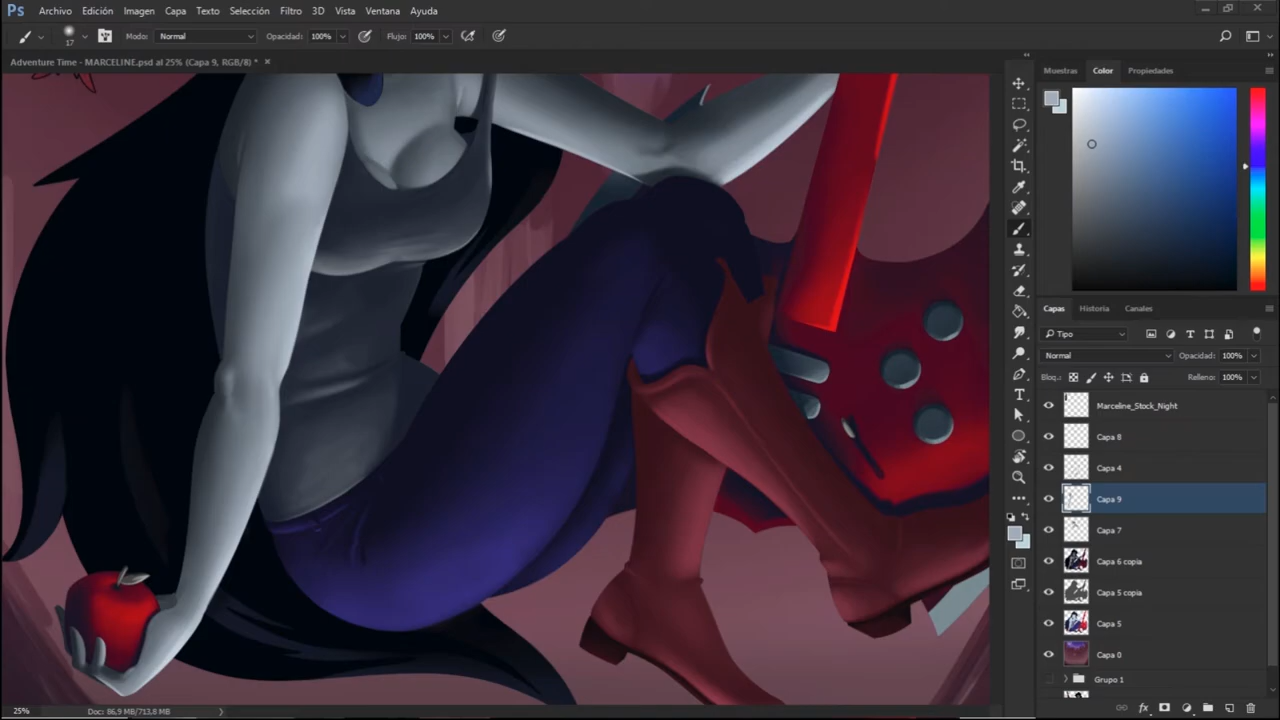 Ps Archivo Edición Imagen Capa Texto Selección Filtro 3D Vista Ventana Ayuda
17 Modo: Normal Opacidad: 100% Flujo: 100%
Adventure Time - MARCELINE.psd al 25% (Capa 9, RGB/8) * ×
Muestras Color Propiedades
Capas Historia Canales
Tipo
Normal Opacidad: 100%
Bloq.: Relleno: 100%
Marceline_Stock_Night
Capa 8
Capa 4
Capa 9
Capa 7
Capa 6 copia
Capa 5 copia
Capa 5
Capa 0
Grupo 1
25% Doc: 86,9 MB/713,8 MB
fx